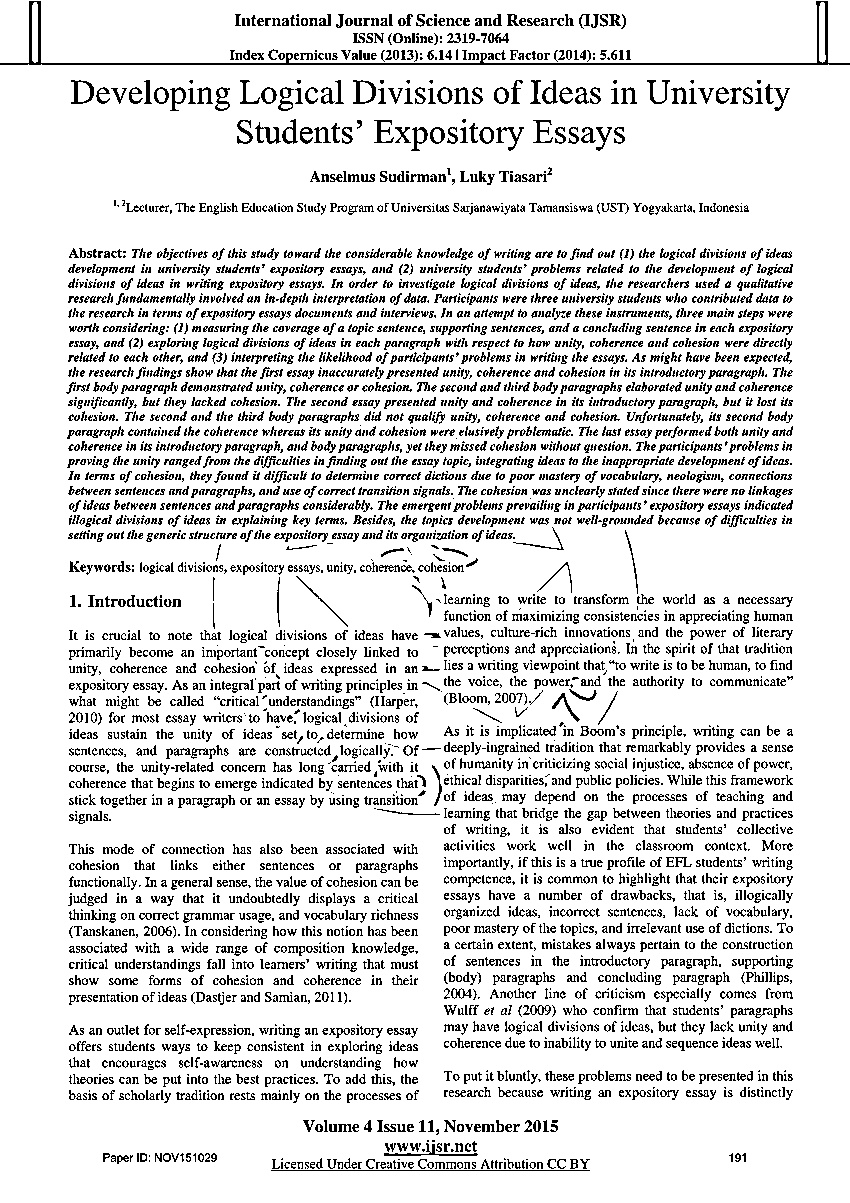 International Journal of Science and Research (IJSR)
ISSN (Online): 2319-7064
Index Copernicus Value (2013): 6.14 | Impact Factor (2014): 5.611
Developing Logical Divisions of Ideas in University
Students’ Expository Essays
Anselmus Sudirman1, Luky Tiasari2
1, 2Lecturer, The English Education Study Program of Universitas Sarjanawiyata Tamansiswa (UST) Yogyakarta, Indonesia
Abstract: The objectives of this study toward the considerable knowledge of writing are to find out (1) the logical divisions of ideas
development in university students’ expository essays, and (2) university students’ problems related to the development of logical
divisions of ideas in writing expository essays. In order to investigate logical divisions of ideas, the researchers used a qualitative
research fundamentally involved an in-depth interpretation of data. Participants were three university students who contributed data to
the research in terms of expository essays documents and interviews. In an attempt to analyze these instruments, three main steps were
worth considering: (1) measuring the coverage of a topic sentence, supporting sentences, and a concluding sentence in each expository
essay, and (2) exploring logical divisions of ideas in each paragraph with respect to how unity, coherence and cohesion were directly
related to each other, and (3) interpreting the likelihood of participants’ problems in writing the essays. As might have been expected,
the research findings show that the first essay inaccurately presented unity, coherence and cohesion in its introductory paragraph. The
first body paragraph demonstrated unity, coherence or cohesion. The second and third body paragraphs elaborated unity and coherence
significantly, but they lacked cohesion. The second essay presented unity and coherence in its introductory paragraph, but it lost its
cohesion. The second and the third body paragraphs did not qualify unity, coherence and cohesion. Unfortunately, its second body
paragraph contained the coherence whereas its unity and cohesion were elusively problematic. The last essay performed both unity and
coherence in its introductory paragraph, and body paragraphs, yet they missed cohesion without question. The participants’ problems in
proving the unity ranged from the difficulties in finding out the essay topic, integrating ideas to the inappropriate development of ideas.
In terms of cohesion, they found it difficult to determine correct dictions due to poor mastery of vocabulary, neologism, connections
between sentences and paragraphs, and use of correct transition signals. The cohesion was unclearly stated since there were no linkages
of ideas between sentences and paragraphs considerably. The emergent problems prevailing in participants’ expository essays indicated
illogical divisions of ideas in explaining key terms. Besides, the topics development was not well-grounded because of difficulties in
setting out the generic structure of the expository essay and its organization of ideas.
Keywords: logical divisions, expository essays, unity, coherence, cohesion
1. Introduction
It is crucial to note that logical divisions of ideas have
primarily become an important concept closely linked to
unity, coherence and cohesion of ideas expressed in an
expository essay. As an integral part of writing principles in
what might be called “critical understandings” (Harper,
2010) for most essay writers to have, logical divisions of
ideas sustain the unity of ideas set to determine how
sentences, and paragraphs are constructed logically. Of
course, the unity-related concern has long carried with it
coherence that begins to emerge indicated by sentences that
stick together in a paragraph or an essay by using transition
signals.
This mode of connection has also been associated with
cohesion that links either sentences or paragraphs
functionally. In a general sense, the value of cohesion can be
judged in a way that it undoubtedly displays a critical
thinking on correct grammar usage, and vocabulary richness
(Tanskanen, 2006). In considering how this notion has been
associated with a wide range of composition knowledge,
critical understandings fall into learners’ writing that must
show some forms of cohesion and coherence in their
presentation of ideas (Dastjer and Samian, 2011).
As an outlet for self-expression, writing an expository essay
offers students ways to keep consistent in exploring ideas
that encourages self-awareness on understanding how
theories can be put into the best practices. To add this, the
basis of scholarly tradition rests mainly on the processes of
learning to write to transform the world as a necessary
function of maximizing consistencies in appreciating human
values, culture-rich innovations and the power of literary
perceptions and appreciations. In the spirit of that tradition
lies a writing viewpoint that “to write is to be human, to find
the voice, the power, and the authority to communicate”
(Bloom, 2007).
As it is implicated in Boom’s principle, writing can be a
deeply-ingrained tradition that remarkably provides a sense
of humanity in criticizing social injustice, absence of power,
ethical disparities, and public policies. While this framework
of ideas may depend on the processes of teaching and
learning that bridge the gap between theories and practices
of writing, it is also evident that students’ collective
activities work well in the classroom context. More
importantly, if this is a true profile of EFL students’ writing
competence, it is common to highlight that their expository
essays have a number of drawbacks, that is, illogically
organized ideas, incorrect sentences, lack of vocabulary,
poor mastery of the topics, and irrelevant use of dictions. To
a certain extent, mistakes always pertain to the construction
of sentences in the introductory paragraph, supporting
(body) paragraphs and concluding paragraph (Phillips,
2004). Another line of criticism especially comes from
Wulff et al (2009) who confirm that students’ paragraphs
may have logical divisions of ideas, but they lack unity and
coherence due to inability to unite and sequence ideas well.
To put it bluntly, these problems need to be presented in this
research because writing an expository essay is distinctly
Volume 4 Issue 11, November 2015
www.ijsr.net
Paper ID: NOV151029
Licensed Under Creative Commons Attribution CC BY
191